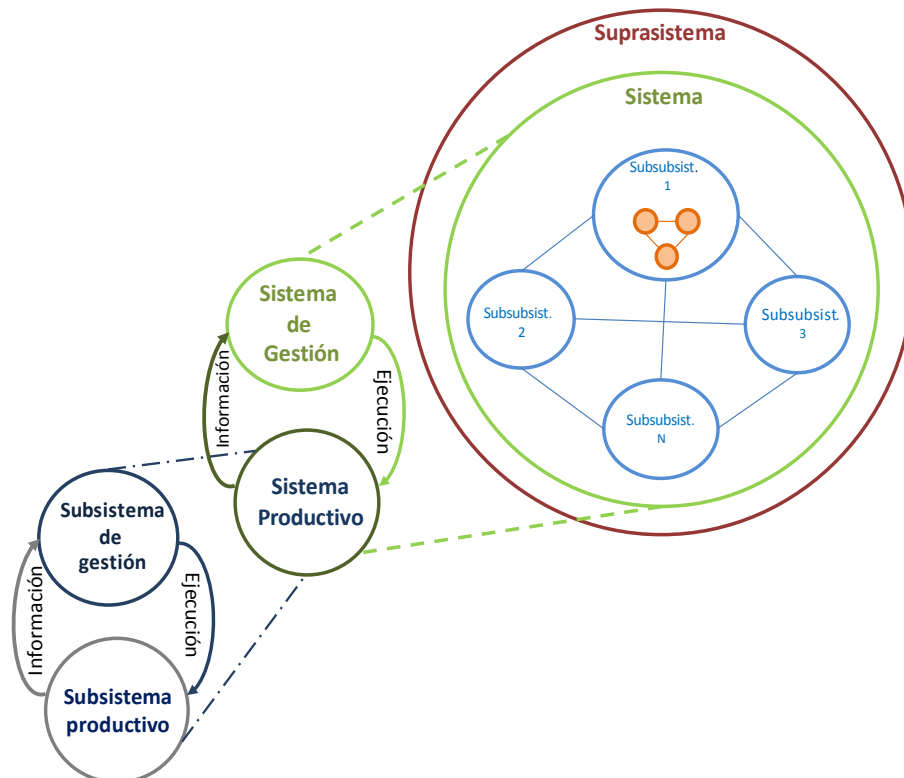 Suprasistema
Sistema
Subsubsist.
1
Subsubsist.
2
Subsubsist.
3
Subsubsist.
N
Sistema
de
Gestión
Información
Ejecución
Sistema
Productivo
Subsistema
de
gestión
Información
Ejecución
Subsistema
productivo